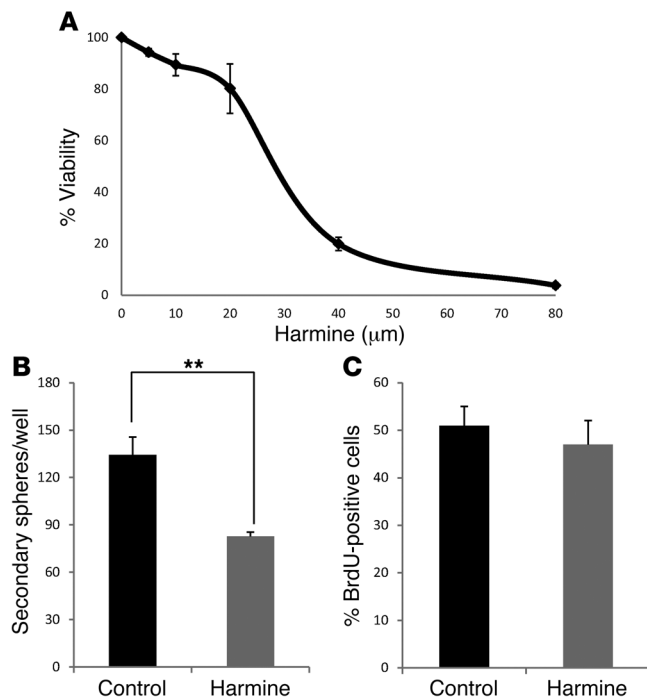 A
100
80
60
40
20
0
% Viability
0 10 20 30 40 50 60 70 80
Harmine (μm)
B
180
150
120
90
60
30
0
Secondary spheres/well
**
Control Harmine
C
60
50
40
30
20
10
0
% BrdU-positive cells
Control Harmine